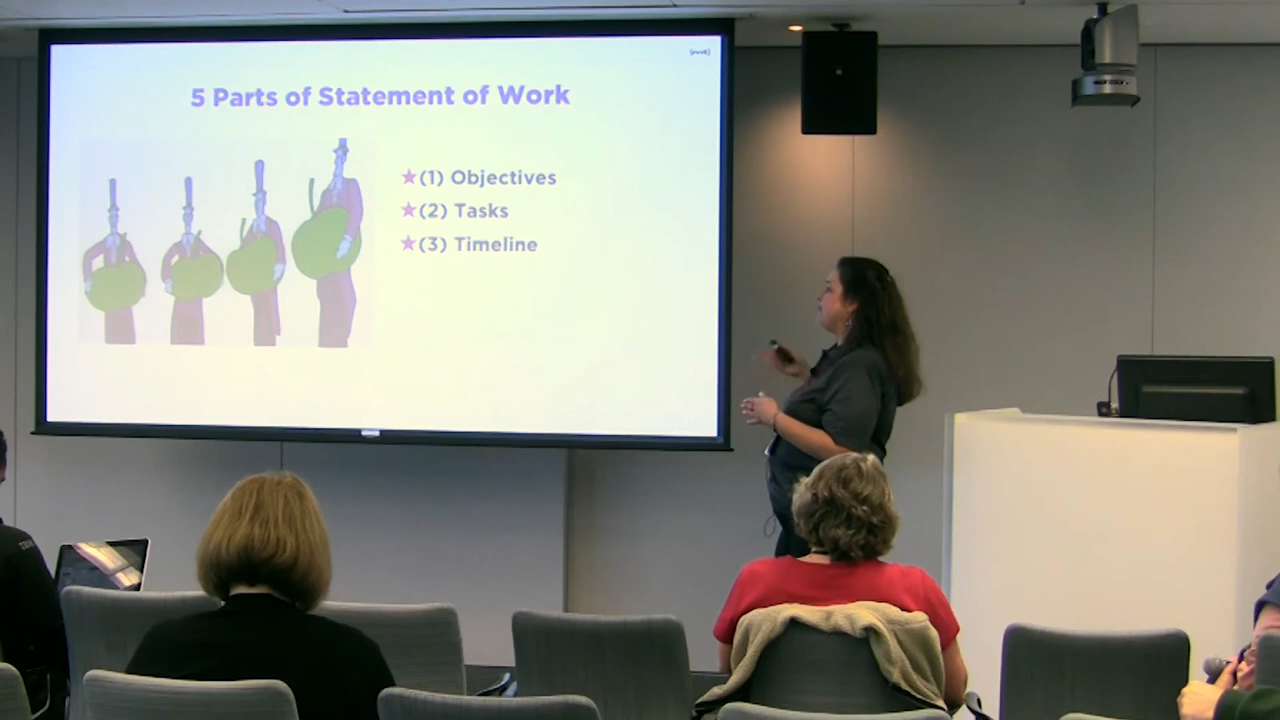 5 Parts of Statement of Work
(1) Objectives
(2) Tasks
(3) Timeline